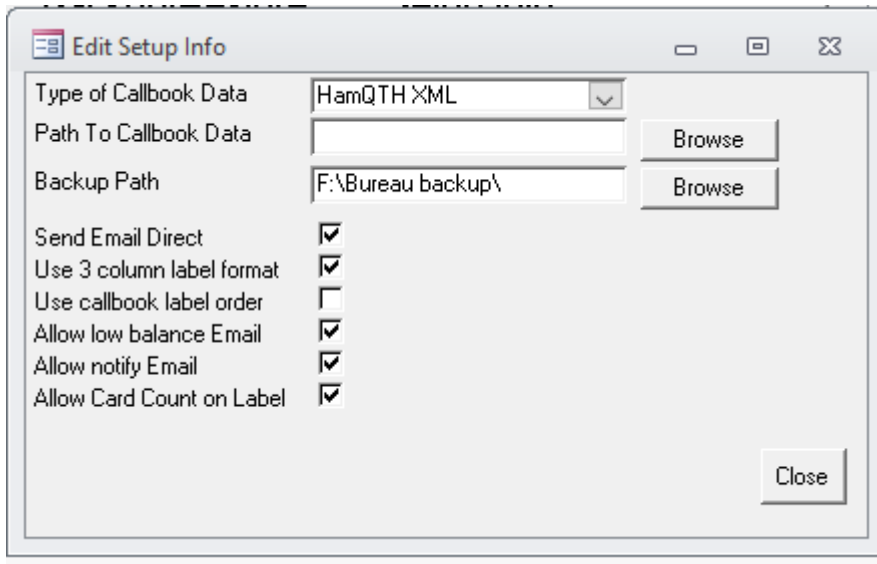 Edit Setup Info
Type of Callbook Data HamQTH XML
Path To Callbook Data Browse
Backup Path F:\Bureau backup\ Browse
Send Email Direct
Use 3 column label format
Use callbook label order
Allow low balance Email
Allow notify Email
Allow Card Count on Label
Close